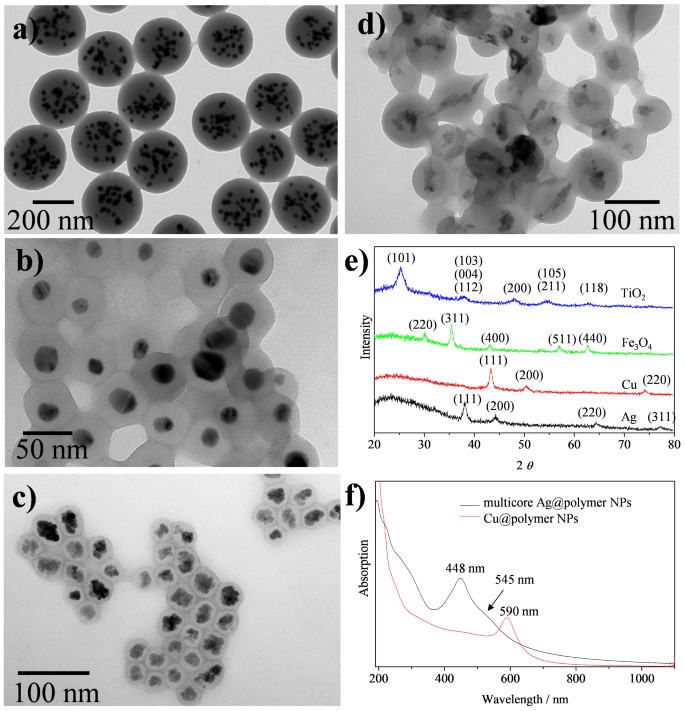 a)
200 nm
b)
50 nm
c)
100 nm
d)
100 nm
e)
Intensity
(101)
(103)
(004)
(112)
(200)
(105)
(211)
(118)
TiO₂
(220)
(311)
(400)
(511)
(440)
Fe₃O₄
(111)
(200)
(220)
Cu
(111)
(200)
(220)
(311)
Ag
20 30 40 50 60 70 80
2 θ
f)
Absorption
multicore Ag@polymer NPs
Cu@polymer NPs
448 nm
545 nm
590 nm
200 400 600 800 1000
Wavelength / nm